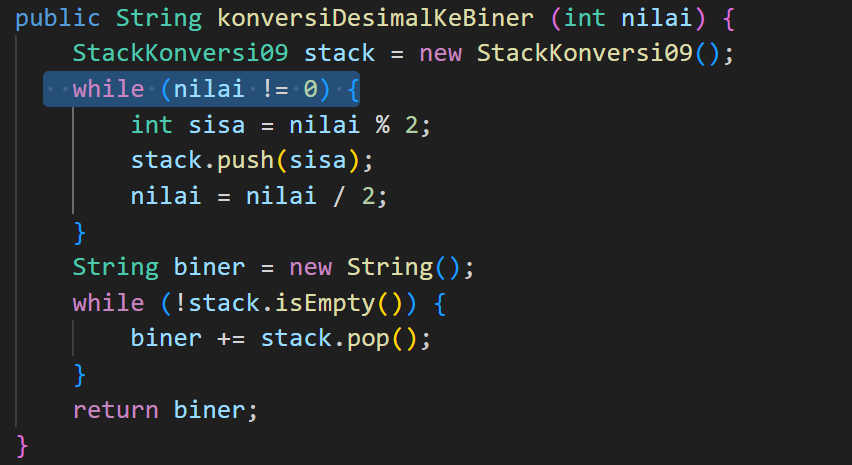 public String konversiDesimalKeBiner (int nilai) {
    StackKonversi09 stack = new StackKonversi09();
    while (nilai != 0) {
        int sisa = nilai % 2;
        stack.push(sisa);
        nilai = nilai / 2;
    }
    String biner = new String();
    while (!stack.isEmpty()) {
        biner += stack.pop();
    }
    return biner;
}